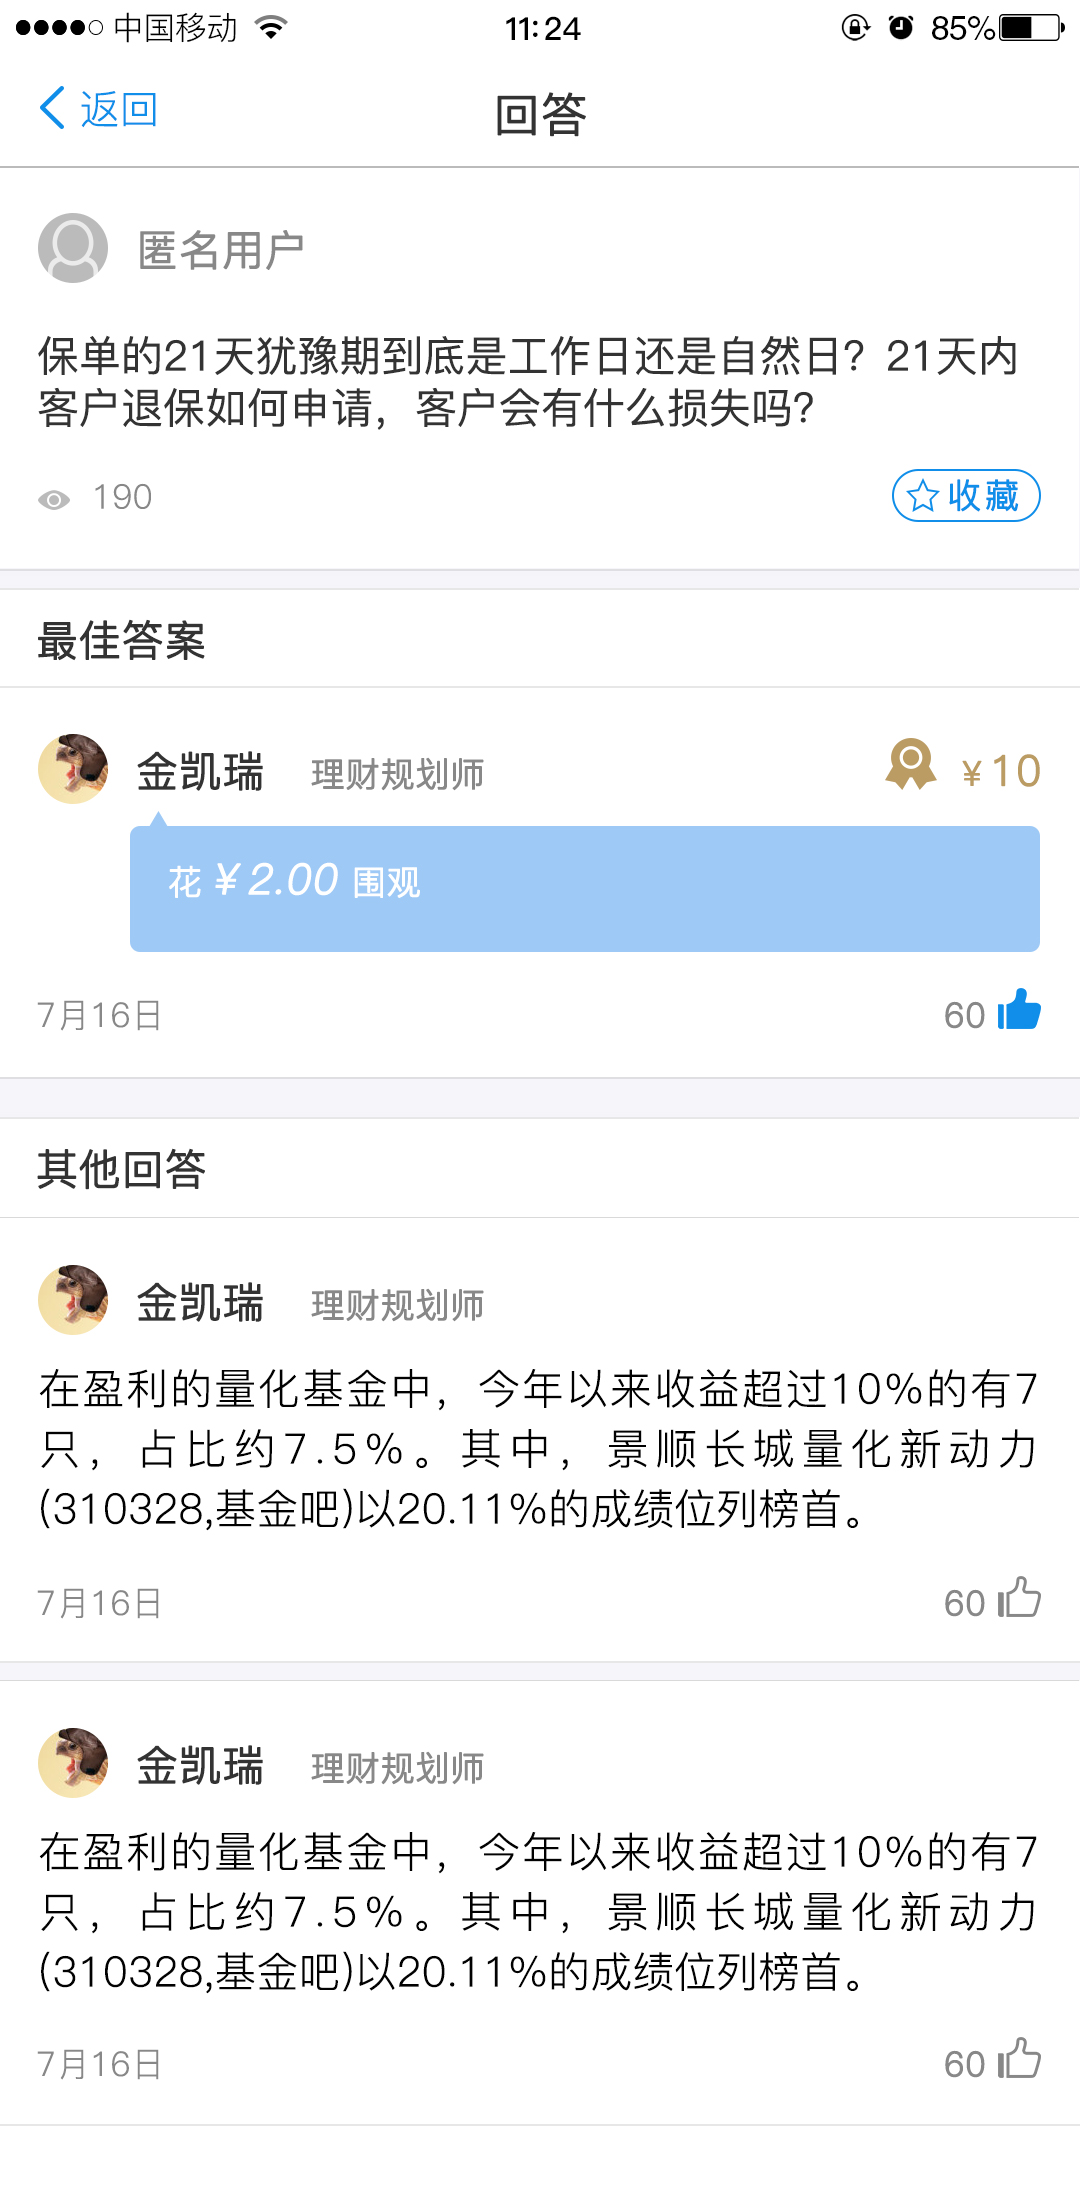 中国移动
11:24
85%
返回
回答
匿名用户
保单的21天犹豫期到底是工作日还是自然日？21天内
客户退保如何申请，客户会有什么损失吗？
190
收藏
最佳答案
金凯瑞 理财规划师
¥10
花 ¥2.00 围观
7月16日
60
其他回答
金凯瑞 理财规划师
在盈利的量化基金中，今年以来收益超过10%的有7
只，占比约7.5%。其中，景顺长城量化新动力
(310328,基金吧)以20.11%的成绩位列榜首。
7月16日
60
金凯瑞 理财规划师
在盈利的量化基金中，今年以来收益超过10%的有7
只，占比约7.5%。其中，景顺长城量化新动力
(310328,基金吧)以20.11%的成绩位列榜首。
7月16日
60